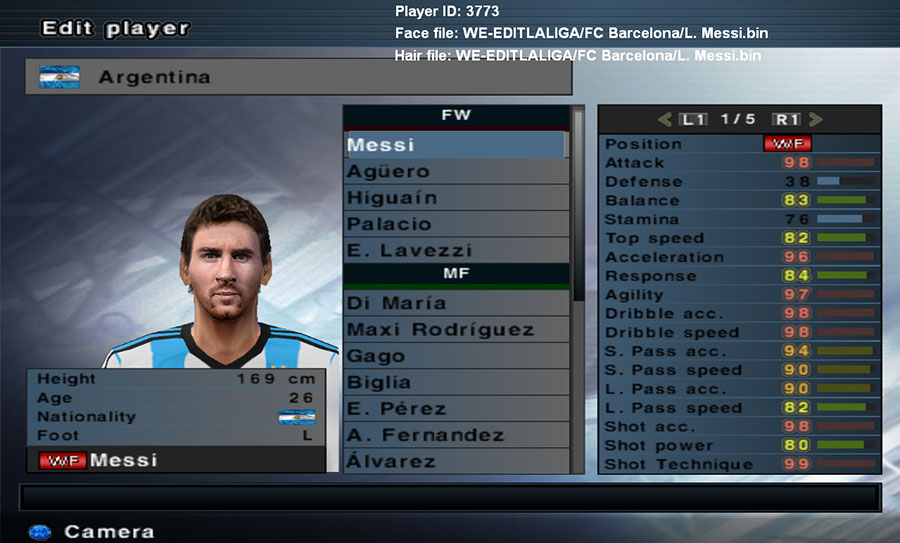 Edit player
Player ID: 3773
Face file: WE-EDITLALIGA/FC Barcelona/L. Messi.bin
Hair file: WE-EDITLALIGA/FC Barcelona/L. Messi.bin
Argentina
Height 169 cm
Age 26
Nationality
Foot L
WF Messi
FW
Messi
Agüero
Higuaín
Palacio
E. Lavezzi
MF
Di María
Maxi Rodríguez
Gago
Biglia
E. Pérez
A. Fernandez
Álvarez
L1 1/5 R1
Position WF
Attack 98
Defense 38
Balance 83
Stamina 76
Top speed 82
Acceleration 96
Response 84
Agility 97
Dribble acc. 98
Dribble speed 98
S. Pass acc. 94
S. Pass speed 90
L. Pass acc. 90
L. Pass speed 82
Shot acc. 98
Shot power 80
Shot Technique 99
Camera